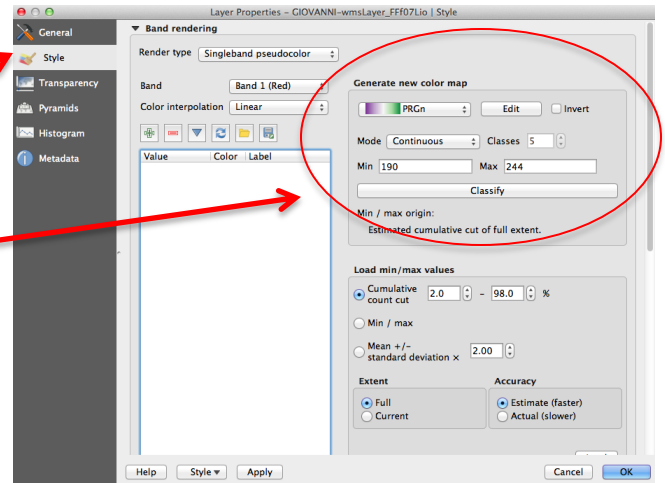 Layer Properties – GIOVANNI-wmsLayer_FFf07Lio | Style
General
Style
Transparency
Pyramids
Histogram
Metadata
Band rendering
Render type Singleband pseudocolor
Band Band 1 (Red)
Color interpolation Linear
Value Color Label
Generate new color map
PRGn Edit Invert
Mode Continuous Classes 5
Min 190 Max 244
Classify
Min / max origin:
Estimated cumulative cut of full extent.
Load min/max values
Cumulative
count cut 2.0 – 98.0 %
Min / max
Mean +/-
standard deviation × 2.00
Extent Accuracy
Full Estimate (faster)
Current Actual (slower)
Help Style Apply Cancel OK